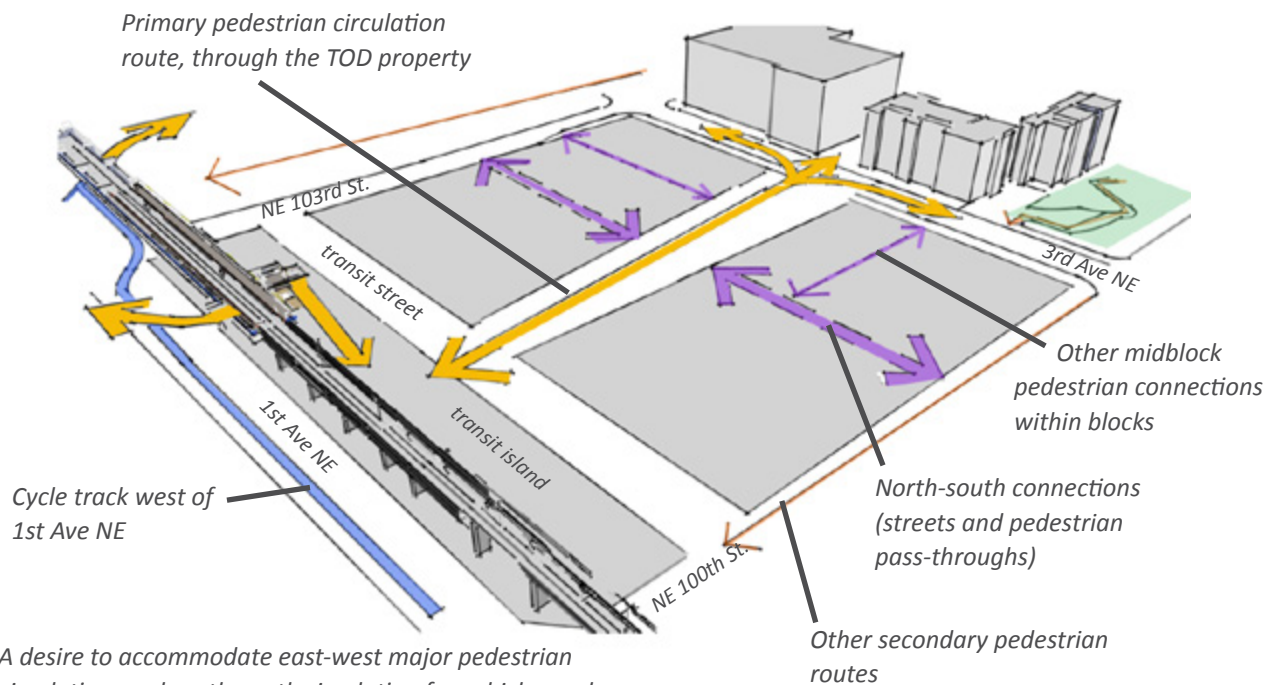 Primary pedestrian circulation
route, through the TOD property
NE 103rd St.
transit street
3rd Ave NE
Other midblock
pedestrian connections
within blocks
transit island
1st Ave NE
Cycle track west of
1st Ave NE
North-south connections
(streets and pedestrian
pass-throughs)
NE 100th St.
Other secondary pedestrian
routes
A desire to accommodate east-west major pedestrian